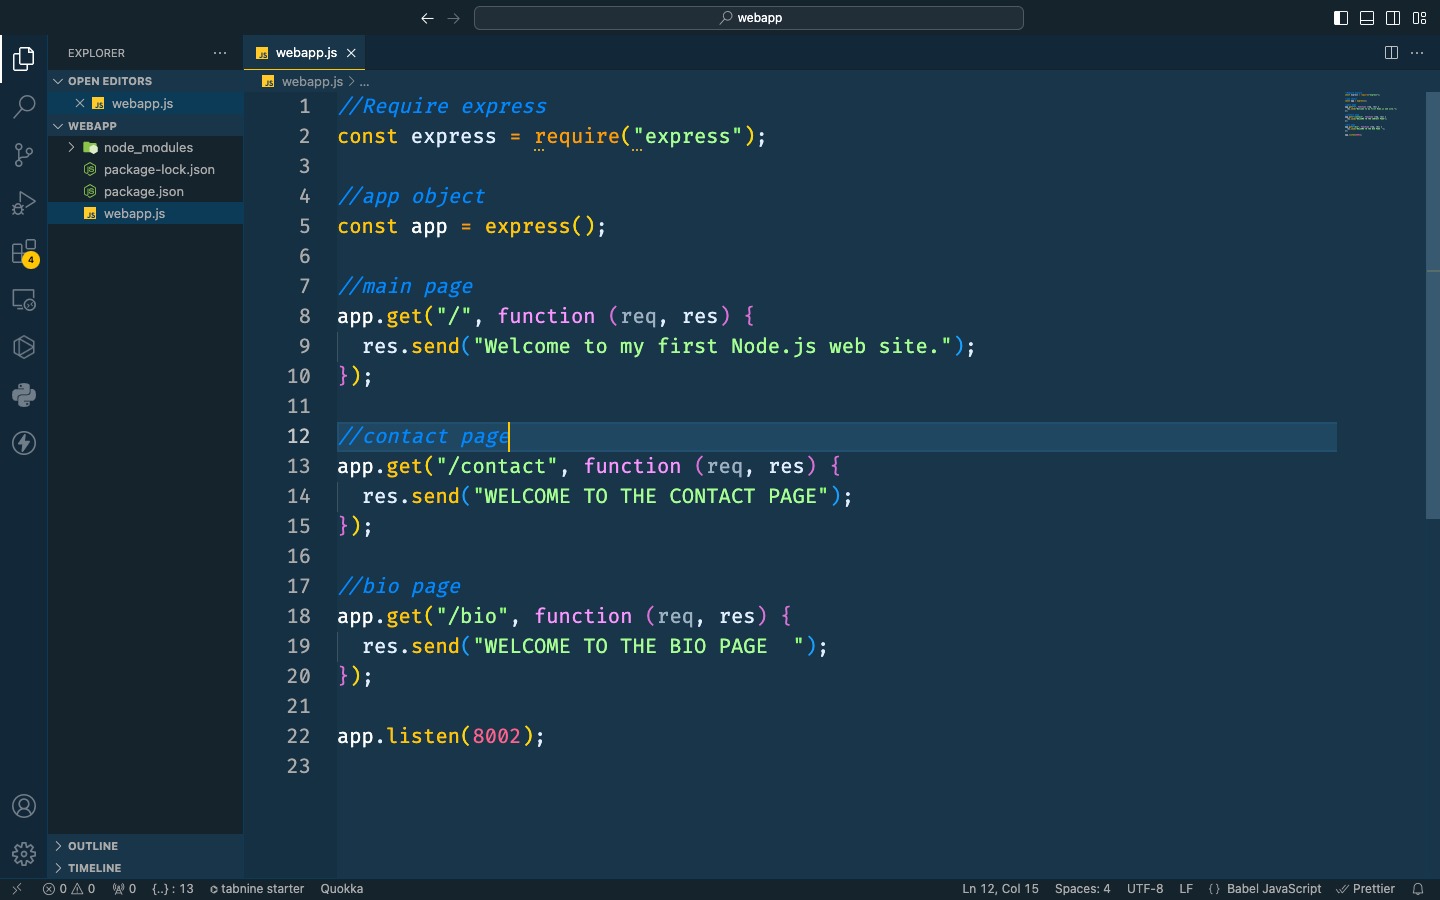 webapp
EXPLORER
webapp.js
OPEN EDITORS
webapp.js
WEBAPP
node_modules
package-lock.json
package.json
webapp.js
4
OUTLINE
TIMELINE
webapp.js > ...
1 //Require express
2 const express = require("express");
3
4 //app object
5 const app = express();
6
7 //main page
8 app.get("/", function (req, res) {
9 res.send("Welcome to my first Node.js web site.");
10 });
11
12 //contact page
13 app.get("/contact", function (req, res) {
14 res.send("WELCOME TO THE CONTACT PAGE");
15 });
16
17 //bio page
18 app.get("/bio", function (req, res) {
19 res.send("WELCOME TO THE BIO PAGE  ");
20 });
21
22 app.listen(8002);
23
0 0 0 {..} : 13 tabnine starter Quokka Ln 12, Col 15 Spaces: 4 UTF-8 LF {} Babel JavaScript Prettier